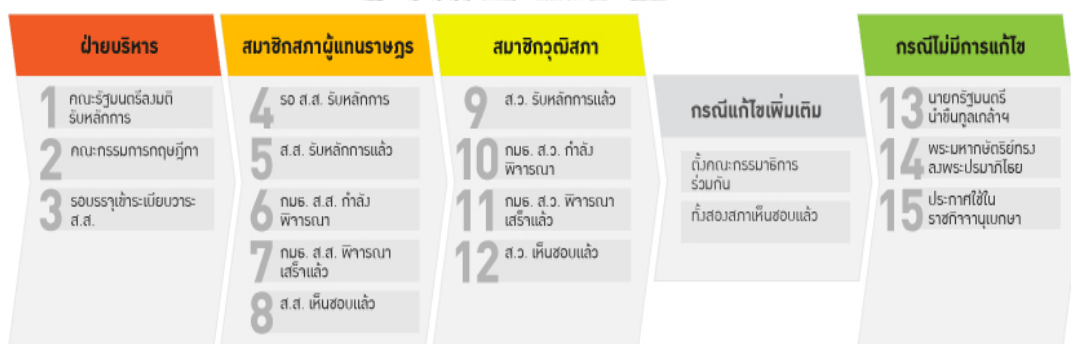 ฝ่ายบริหาร
1 คณะรัฐมนตรีลงมติ
รับหลักการ
2 คณะกรรมการกฤษฎีกา
3 รอบรรจุเข้าระเบียบวาระ
ส.ส.
สมาชิกสภาผู้แทนราษฎร
4 รอ ส.ส. รับหลักการ
5 ส.ส. รับหลักการแล้ว
6 กมธ. ส.ส. กำลัง
พิจารณา
7 กมธ. ส.ส. พิจารณา
เสร็จแล้ว
8 ส.ส. เห็นชอบแล้ว
สมาชิกวุฒิสภา
9 ส.ว. รับหลักการแล้ว
10 กมธ. ส.ว. กำลัง
พิจารณา
11 กมธ. ส.ว. พิจารณา
เสร็จแล้ว
12 ส.ว. เห็นชอบแล้ว
กรณีแก้ไขเพิ่มเติม
ตั้งคณะกรรมาธิการ
ร่วมกัน
ทั้งสองสภาเห็นชอบแล้ว
กรณีไม่มีการแก้ไข
13 นายกรัฐมนตรี
นำขึ้นทูลเกล้าฯ
14 พระมหากษัตริย์ทรง
ลงพระปรมาภิไธย
15 ประกาศใช้ใน
ราชกิจจานุเบกษา